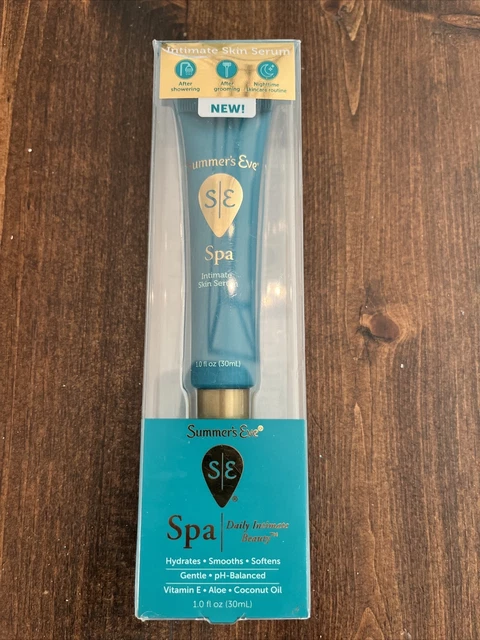 Intimate Skin Serum
After showering
After grooming
Nighttime skincare routine
NEW!
Summer's Eve®
S|E
Spa
Intimate
Skin Serum
1.0 fl oz (30mL)
Summer's Eve
S|E®
Spa
Daily Intimate
Beauty™
Hydrates • Smooths • Softens
Gentle • pH-Balanced
Vitamin E • Aloe • Coconut Oil
1.0 fl oz (30mL)